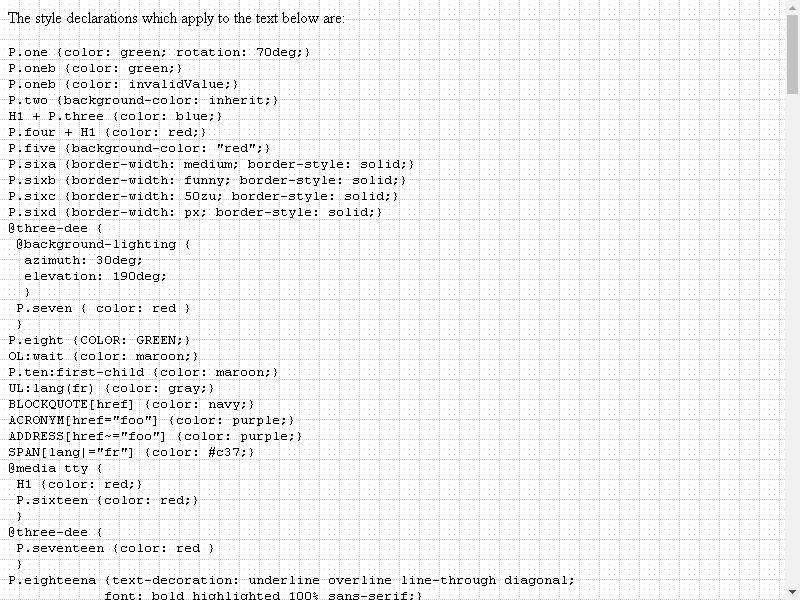 The style declarations which apply to the text below are:
P.one {color: green; rotation: 70deg;}
P.oneb {color: green;}
P.oneb {color: invalidValue;}
P.two {background-color: inherit;}
H1 + P.three {color: blue;}
P.four + H1 {color: red;}
P.five {background-color: "red";}
P.sixa {border-width: medium; border-style: solid;}
P.sixb {border-width: funny; border-style: solid;}
P.sixc {border-width: 50zu; border-style: solid;}
P.sixd {border-width: px; border-style: solid;}
@three-dee {
 @background-lighting {
  azimuth: 30deg;
  elevation: 190deg;
  }
 P.seven { color: red }
 }
P.eight {COLOR: GREEN;}
OL:wait {color: maroon;}
P.ten:first-child {color: maroon;}
UL:lang(fr) {color: gray;}
BLOCKQUOTE[href] {color: navy;}
ACRONYM[href="foo"] {color: purple;}
ADDRESS[href~="foo"] {color: purple;}
SPAN[lang|="fr"] {color: #c37;}
@media tty {
 H1 {color: red;}
 P.sixteen {color: red;}
 }
@three-dee {
 P.seventeen {color: red }
 }
P.eighteena {text-decoration: underline overline line-through diagonal;
            font: bold highlighted 100% sans-serif;}